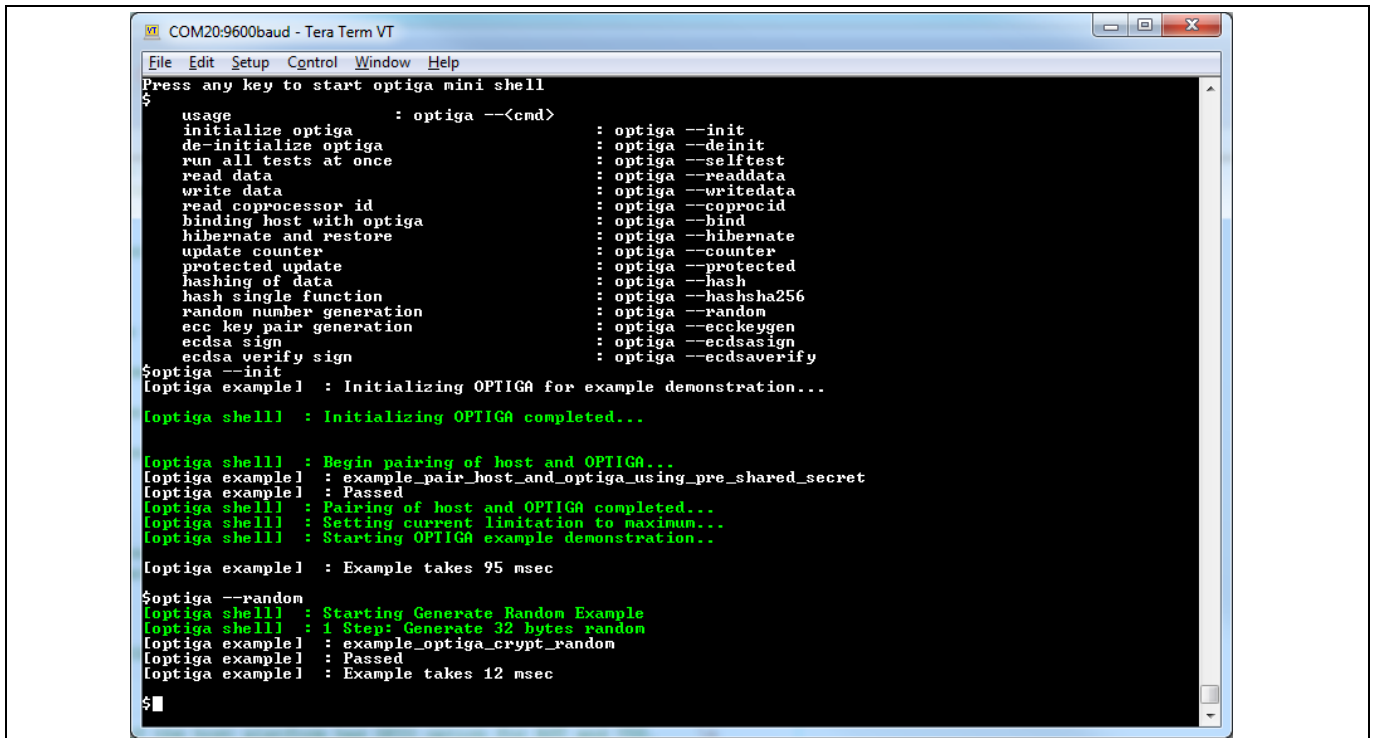 COM20:9600baud - Tera Term VT
File Edit Setup Control Window Help
Press any key to start optiga mini shell
$
usage : optiga --<cmd>
initialize optiga : optiga --init
de-initialize optiga : optiga --deinit
run all tests at once : optiga --selftest
read data : optiga --readdata
write data : optiga --writedata
read coprocessor id : optiga --coprocid
binding host with optiga : optiga --bind
hibernate and restore : optiga --hibernate
update counter : optiga --counter
protected update : optiga --protected
hashing of data : optiga --hash
hash single function : optiga --hashsha256
random number generation : optiga --random
ecc key pair generation : optiga --ecckeygen
ecdsa sign : optiga --ecdsasign
ecdsa verify sign : optiga --ecdsaverify
$optiga --init
[optiga example] : Initializing OPTIGA for example demonstration...
[optiga shell] : Initializing OPTIGA completed...
[optiga shell] : Begin pairing of host and OPTIGA...
[optiga example] : example_pair_host_and_optiga_using_pre_shared_secret
[optiga example] : Passed
[optiga shell] : Pairing of host and OPTIGA completed...
[optiga shell] : Setting current limitation to maximum...
[optiga shell] : Starting OPTIGA example demonstration..
[optiga example] : Example takes 95 msec
$optiga --random
[optiga shell] : Starting Generate Random Example
[optiga shell] : 1 Step: Generate 32 bytes random
[optiga example] : example_optiga_crypt_random
[optiga example] : Passed
[optiga example] : Example takes 12 msec
$